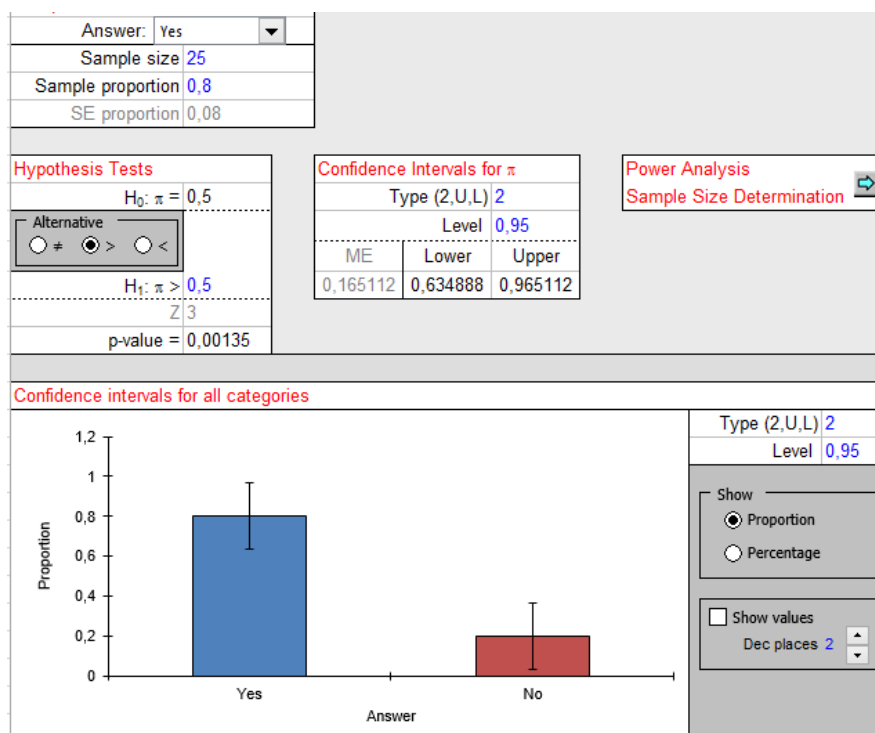 Answer: Yes
Sample size 25
Sample proportion 0,8
SE proportion 0,08
Hypothesis Tests
H₀: π = 0,5
Alternative
≠ > <
H₁: π > 0,5
Z 3
p-value = 0,00135
Confidence Intervals for π
Type (2,U,L) 2
Level 0,95
ME Lower Upper
0,165112 0,634888 0,965112
Power Analysis
Sample Size Determination
Confidence intervals for all categories
1,2
1
0,8
0,6
0,4
0,2
0
Proportion
Yes No
Answer
Type (2,U,L) 2
Level 0,95
Show
Proportion
Percentage
Show values
Dec places 2